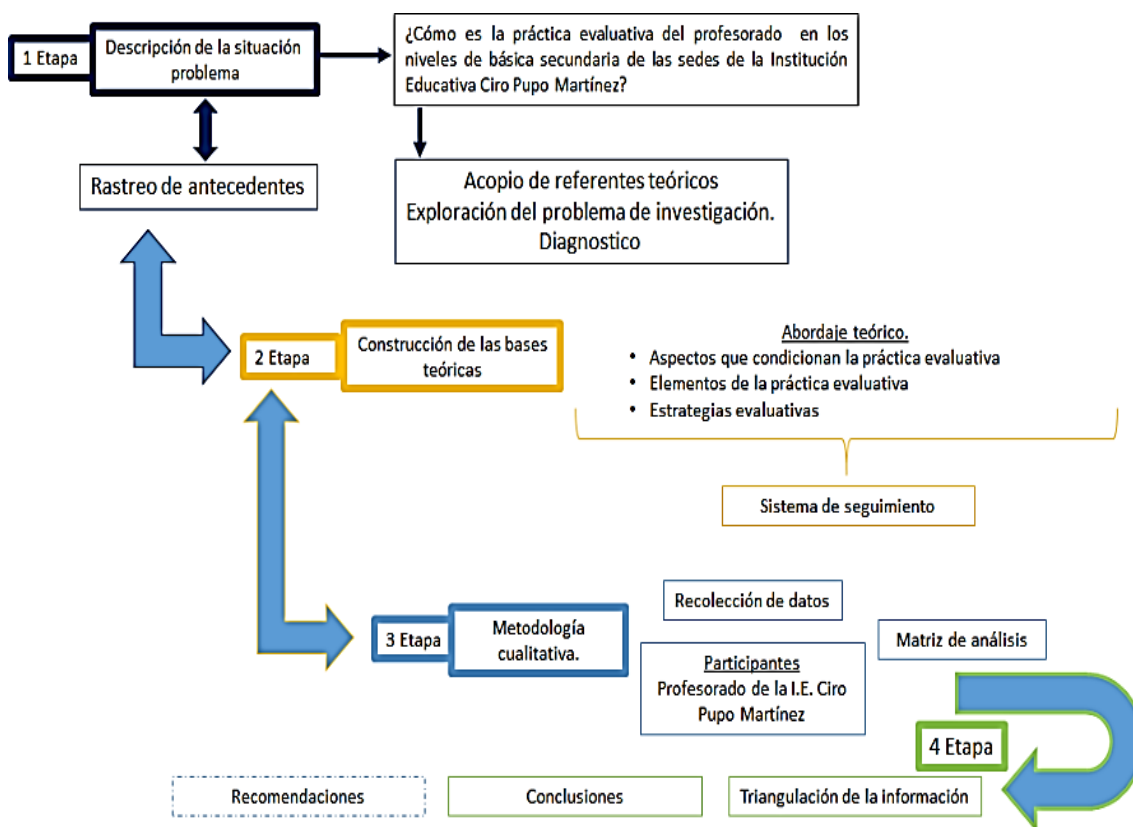 1 Etapa
Descripción de la situación
problema
¿Cómo es la práctica evaluativa del profesorado en los
niveles de básica secundaria de las sedes de la Institución
Educativa Ciro Pupo Martínez?
Rastreo de antecedentes
Acopio de referentes teóricos
Exploración del problema de investigación.
Diagnostico
2 Etapa
Construcción de las bases
teóricas
Abordaje teórico.
• Aspectos que condicionan la práctica evaluativa
• Elementos de la práctica evaluativa
• Estrategias evaluativas
Sistema de seguimiento
3 Etapa
Metodología
cualitativa.
Recolección de datos
Participantes
Profesorado de la I.E. Ciro
Pupo Martínez
Matriz de análisis
4 Etapa
Recomendaciones
Conclusiones
Triangulación de la información